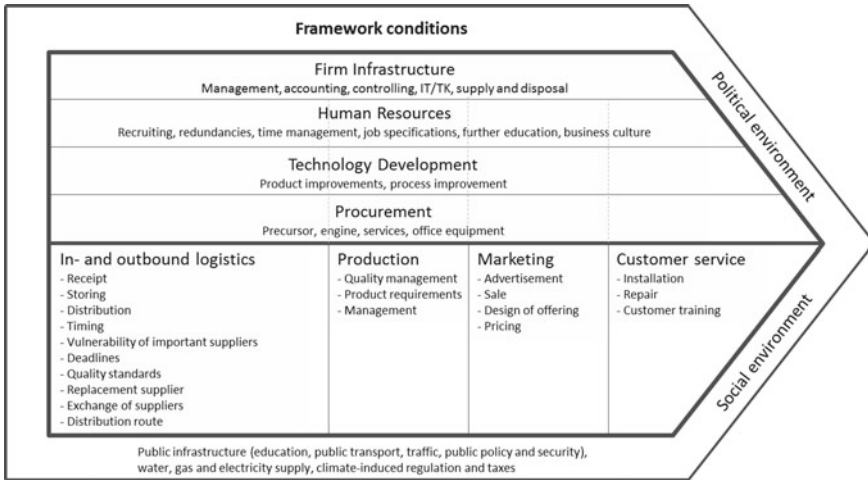 Framework conditions
Political environment
Firm Infrastructure
Management, accounting, controlling, IT/TK, supply and disposal
Human Resources
Recruiting, redundancies, time management, job specifications, further education, business culture
Technology Development
Product improvements, process improvement
Procurement
Precursor, engine, services, office equipment
In- and outbound logistics
- Receipt
- Storing
- Distribution
- Timing
- Vulnerability of important suppliers
- Deadlines
- Quality standards
- Replacement supplier
- Exchange of suppliers
- Distribution route
Production
- Quality management
- Product requirements
- Management
Marketing
- Advertisement
- Sale
- Design of offering
- Pricing
Customer service
- Installation
- Repair
- Customer training
Social environment
Public infrastructure (education, public transport, traffic, public policy and security),
water, gas and electricity supply, climate-induced regulation and taxes